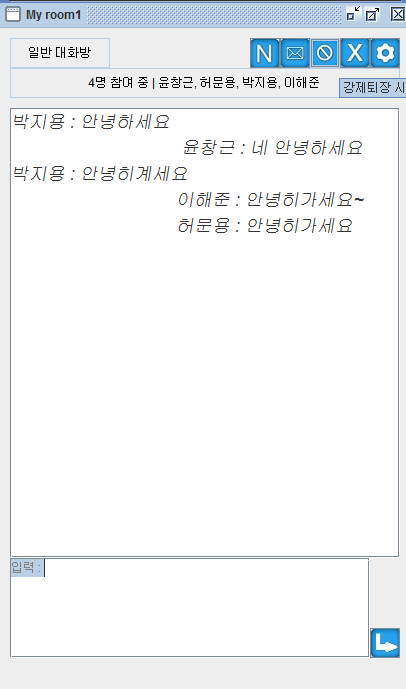 My room1
일반 대화방
N X
4명 참여 중 | 윤창근, 허문용, 박지용, 이해준
강제퇴장 시
박지용 : 안녕하세요
윤창근 : 네 안녕하세요
박지용 : 안녕히계세요
이해준 : 안녕히가세요~
허문용 : 안녕히가세요
입력 :